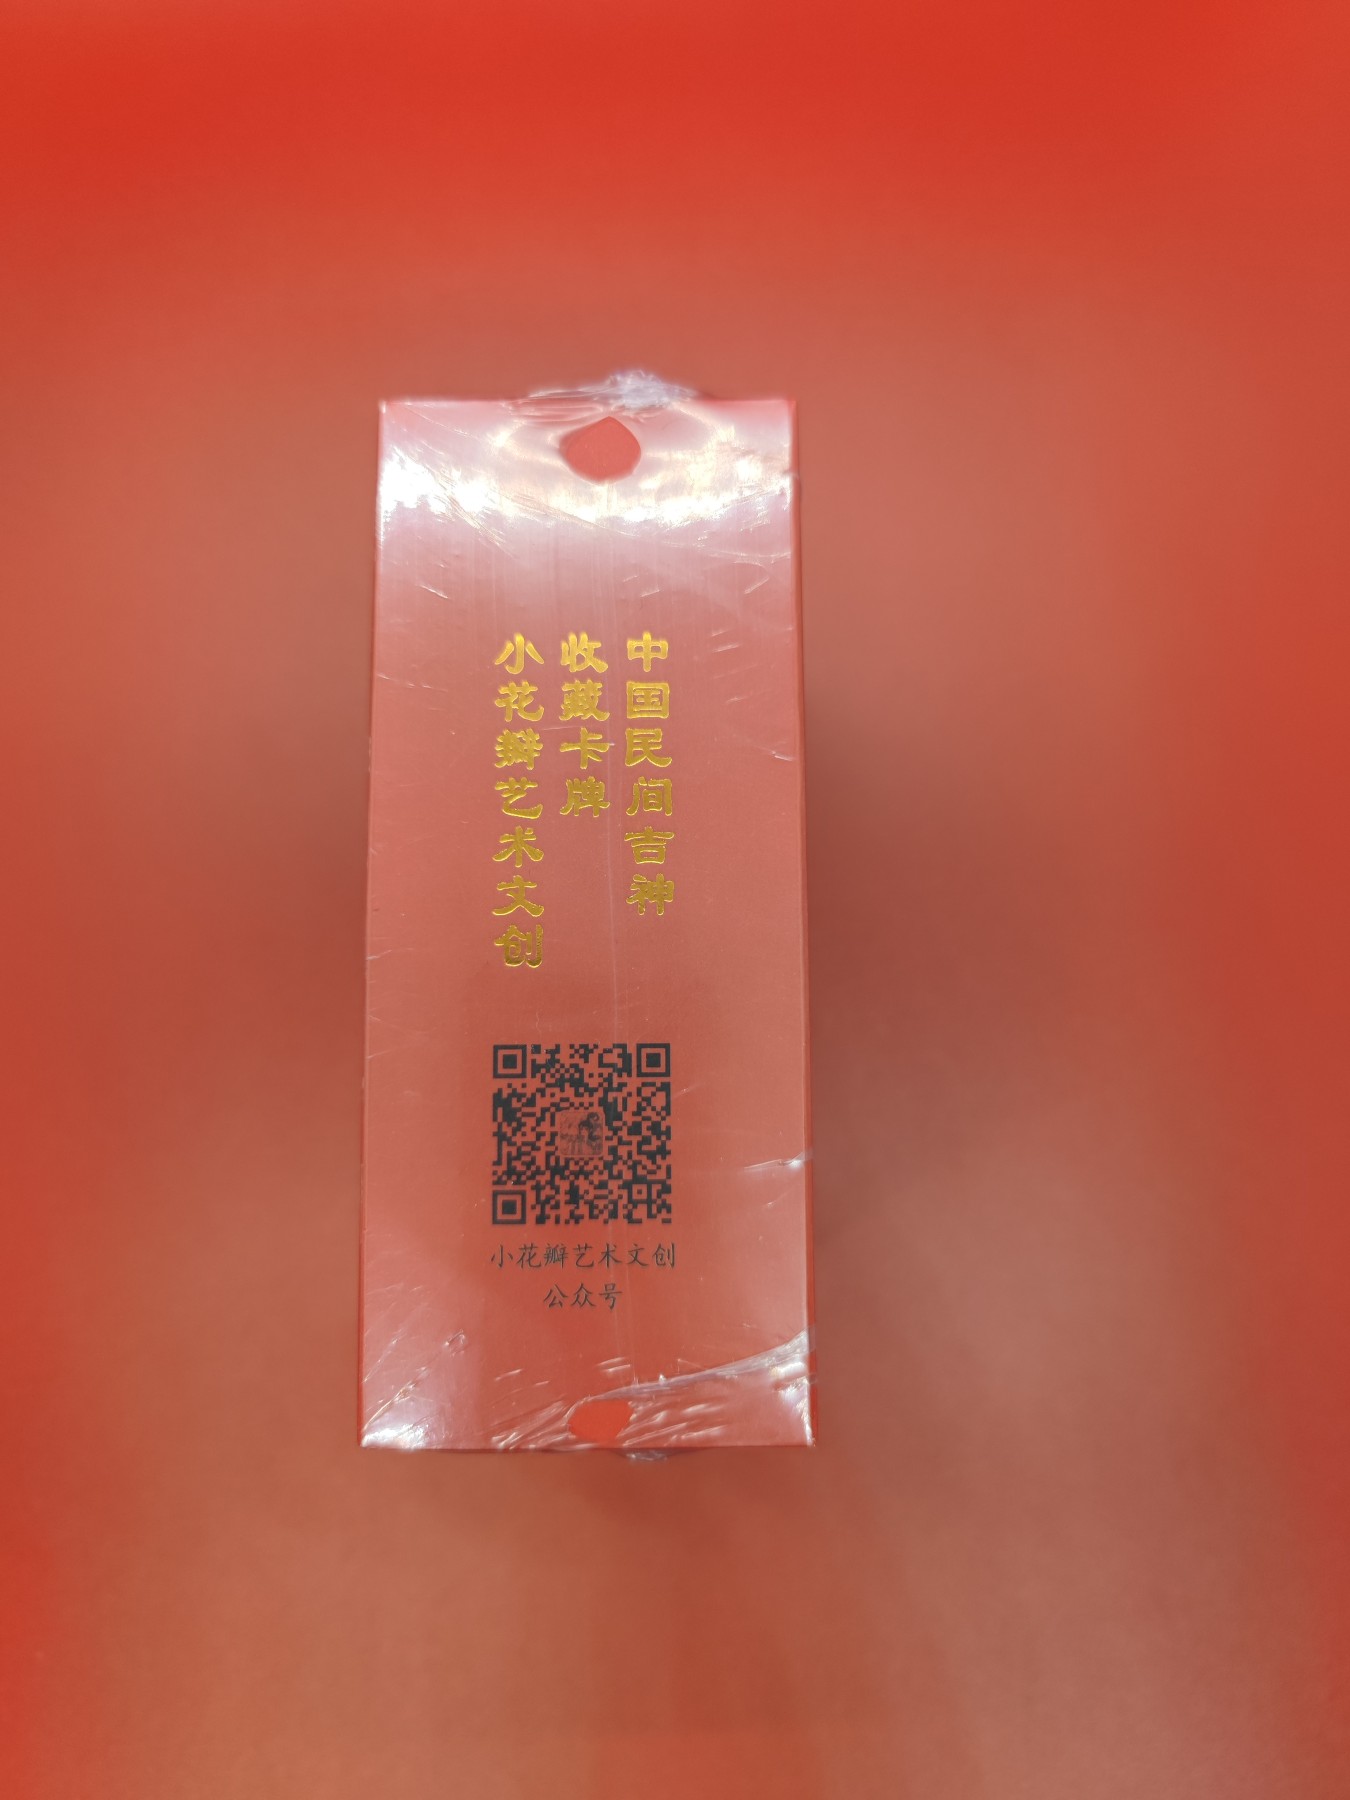 中国民间吉神
收藏卡牌
小花瓣艺术文创
小花瓣艺术文创
公众号